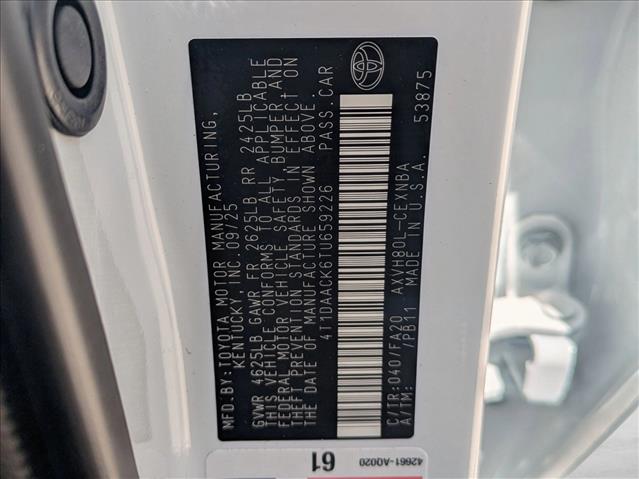 MFD.BY:TOYOTA MOTOR MANUFACTURING,
KENTUCKY, INC. 09/25
GVWR 4625LB GAWR FR 2625LB RR 2425LB
THIS VEHICLE CONFORMS TO ALL APPLICABLE
FEDERAL MOTOR VEHICLE SAFETY, BUMPER AND
THEFT PREVENTION STANDARDS IN EFFECT ON
THE DATE OF MANUFACTURE SHOWN ABOVE.
4T1DAACK6TU659226 PASS.CAR
C/TR:040/FA20 AXVH80L-CEXNBA
A/TM: /PB11 MADE IN U.S.A. 53875
61
42661-AQ020